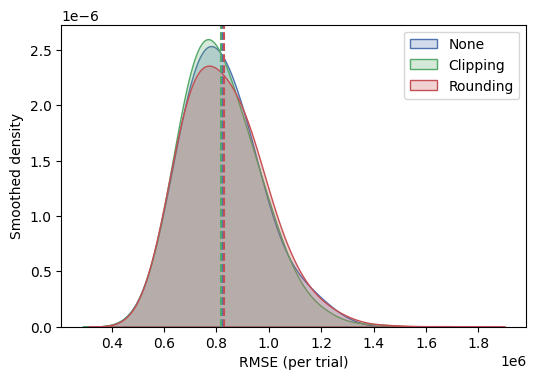 1e−6
2.5
2.0
1.5
1.0
0.5
0.0
Smoothed density
None
Clipping
Rounding
0.4 0.6 0.8 1.0 1.2 1.4 1.6 1.8
1e6
RMSE (per trial)